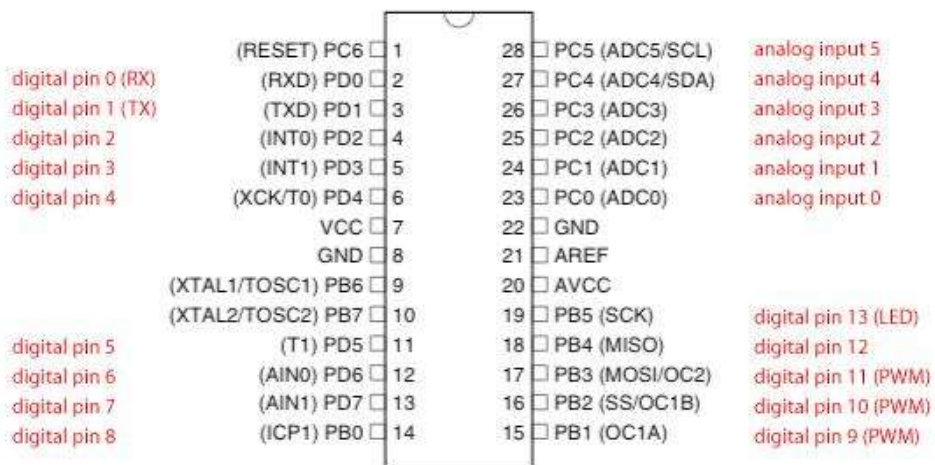 (RESET) PC6 1 28 PC5 (ADC5/SCL) analog input 5
digital pin 0 (RX) (RXD) PD0 2 27 PC4 (ADC4/SDA) analog input 4
digital pin 1 (TX) (TXD) PD1 3 26 PC3 (ADC3) analog input 3
digital pin 2 (INT0) PD2 4 25 PC2 (ADC2) analog input 2
digital pin 3 (INT1) PD3 5 24 PC1 (ADC1) analog input 1
digital pin 4 (XCK/T0) PD4 6 23 PC0 (ADC0) analog input 0
VCC 7 22 GND
GND 8 21 AREF
(XTAL1/TOSC1) PB6 9 20 AVCC
(XTAL2/TOSC2) PB7 10 19 PB5 (SCK) digital pin 13 (LED)
digital pin 5 (T1) PD5 11 18 PB4 (MISO) digital pin 12
digital pin 6 (AIN0) PD6 12 17 PB3 (MOSI/OC2) digital pin 11 (PWM)
digital pin 7 (AIN1) PD7 13 16 PB2 (SS/OC1B) digital pin 10 (PWM)
digital pin 8 (ICP1) PB0 14 15 PB1 (OC1A) digital pin 9 (PWM)